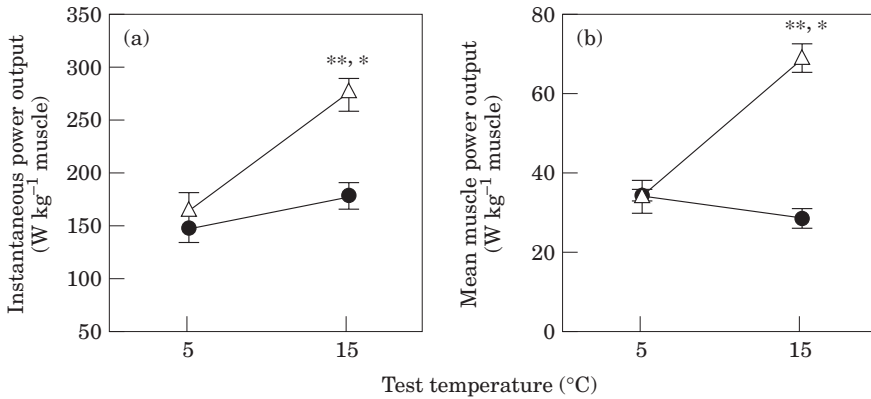 (a)
**, *
Instantaneous power output
(W kg⁻¹ muscle)
350
300
250
200
150
100
50
5
15
(b)
**, *
Mean muscle power output
(W kg⁻¹ muscle)
80
60
40
20
0
5
15
Test temperature (°C)